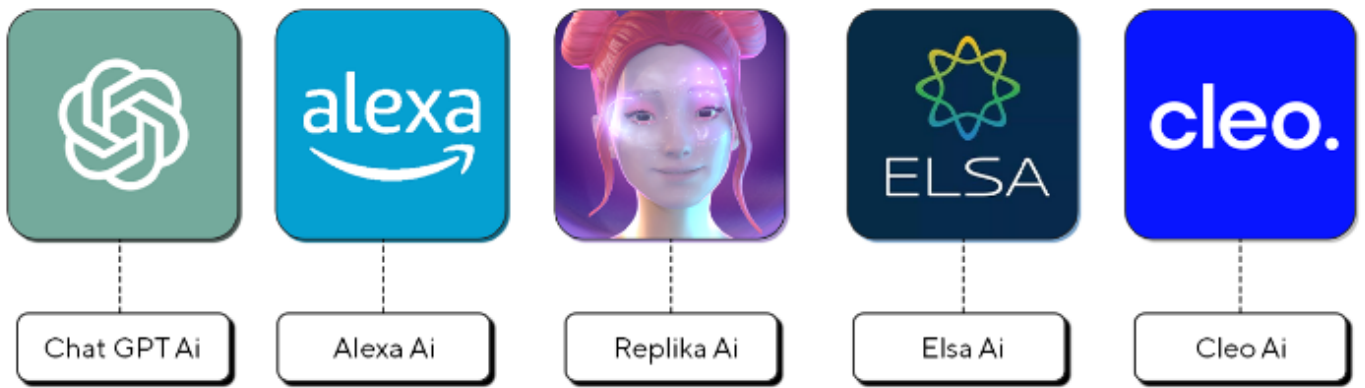 alexa
ELSA
cleo.
Chat GPT Ai
Alexa Ai
Replika Ai
Elsa Ai
Cleo Ai